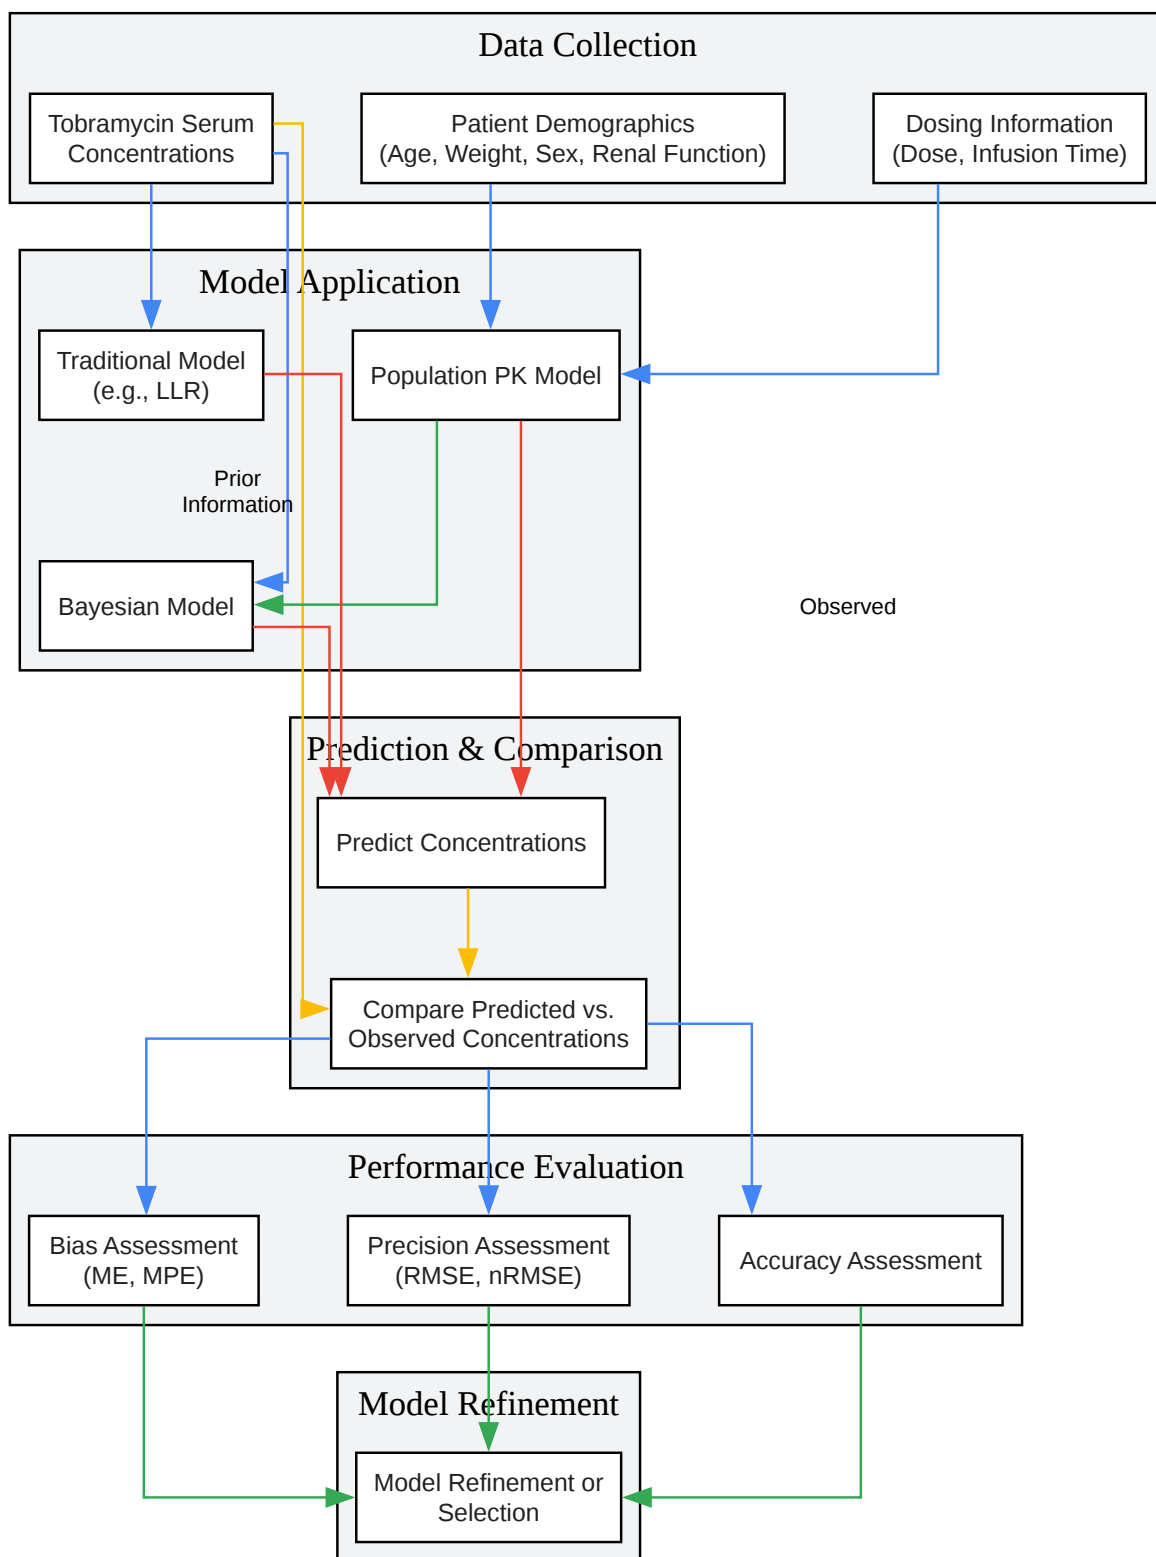 Data Collection
Tobramycin Serum
Concentrations
Patient Demographics
(Age, Weight, Sex, Renal Function)
Dosing Information
(Dose, Infusion Time)
Model Application
Traditional Model
(e.g., LLR)
Population PK Model
Prior
Information
Bayesian Model
Observed
Prediction & Comparison
Predict Concentrations
Compare Predicted vs.
Observed Concentrations
Performance Evaluation
Bias Assessment
(ME, MPE)
Precision Assessment
(RMSE, nRMSE)
Accuracy Assessment
Model Refinement
Model Refinement or
Selection